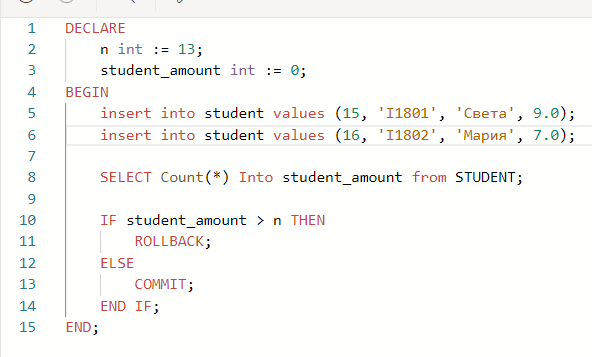 1 DECLARE
2 n int := 13;
3 student_amount int := 0;
4 BEGIN
5 insert into student values (15, 'I1801', 'Света', 9.0);
6 insert into student values (16, 'I1802', 'Мария', 7.0);
7
8 SELECT Count(*) Into student_amount from STUDENT;
9
10 IF student_amount > n THEN
11 ROLLBACK;
12 ELSE
13 COMMIT;
14 END IF;
15 END;